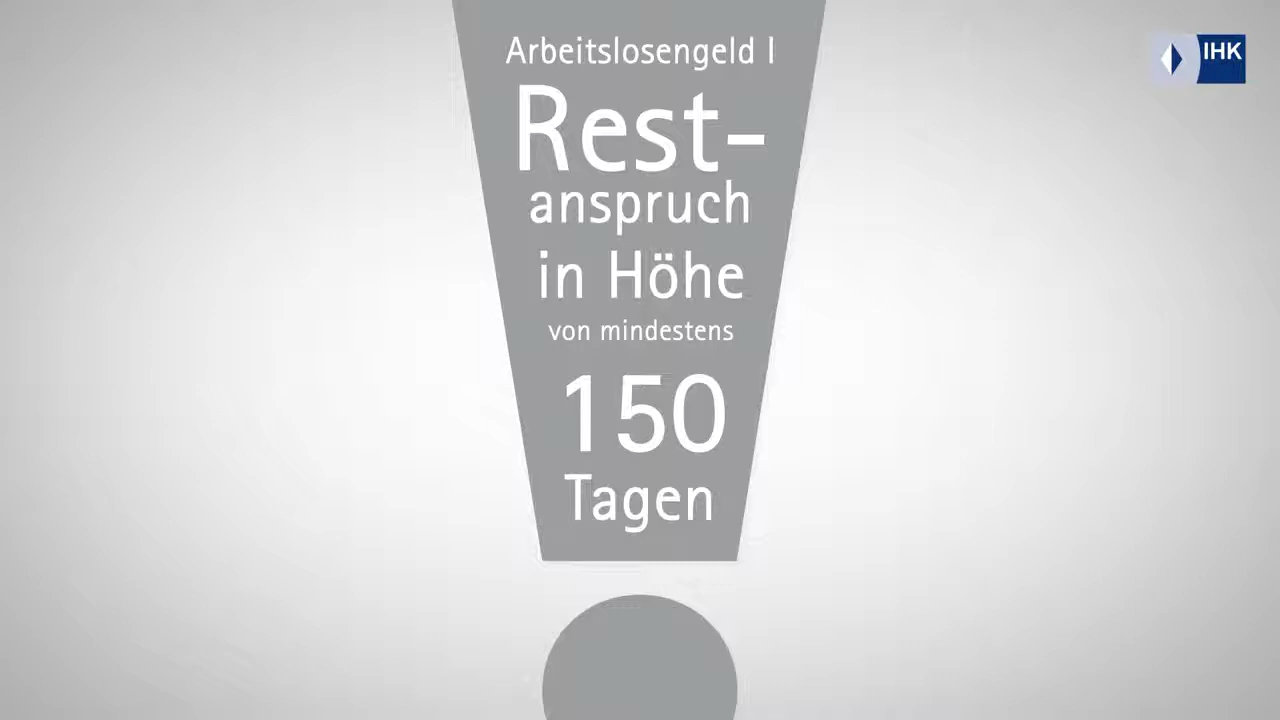 Arbeitslosengeld I
Rest-
anspruch
in Höhe
von mindestens
150
Tagen
IHK